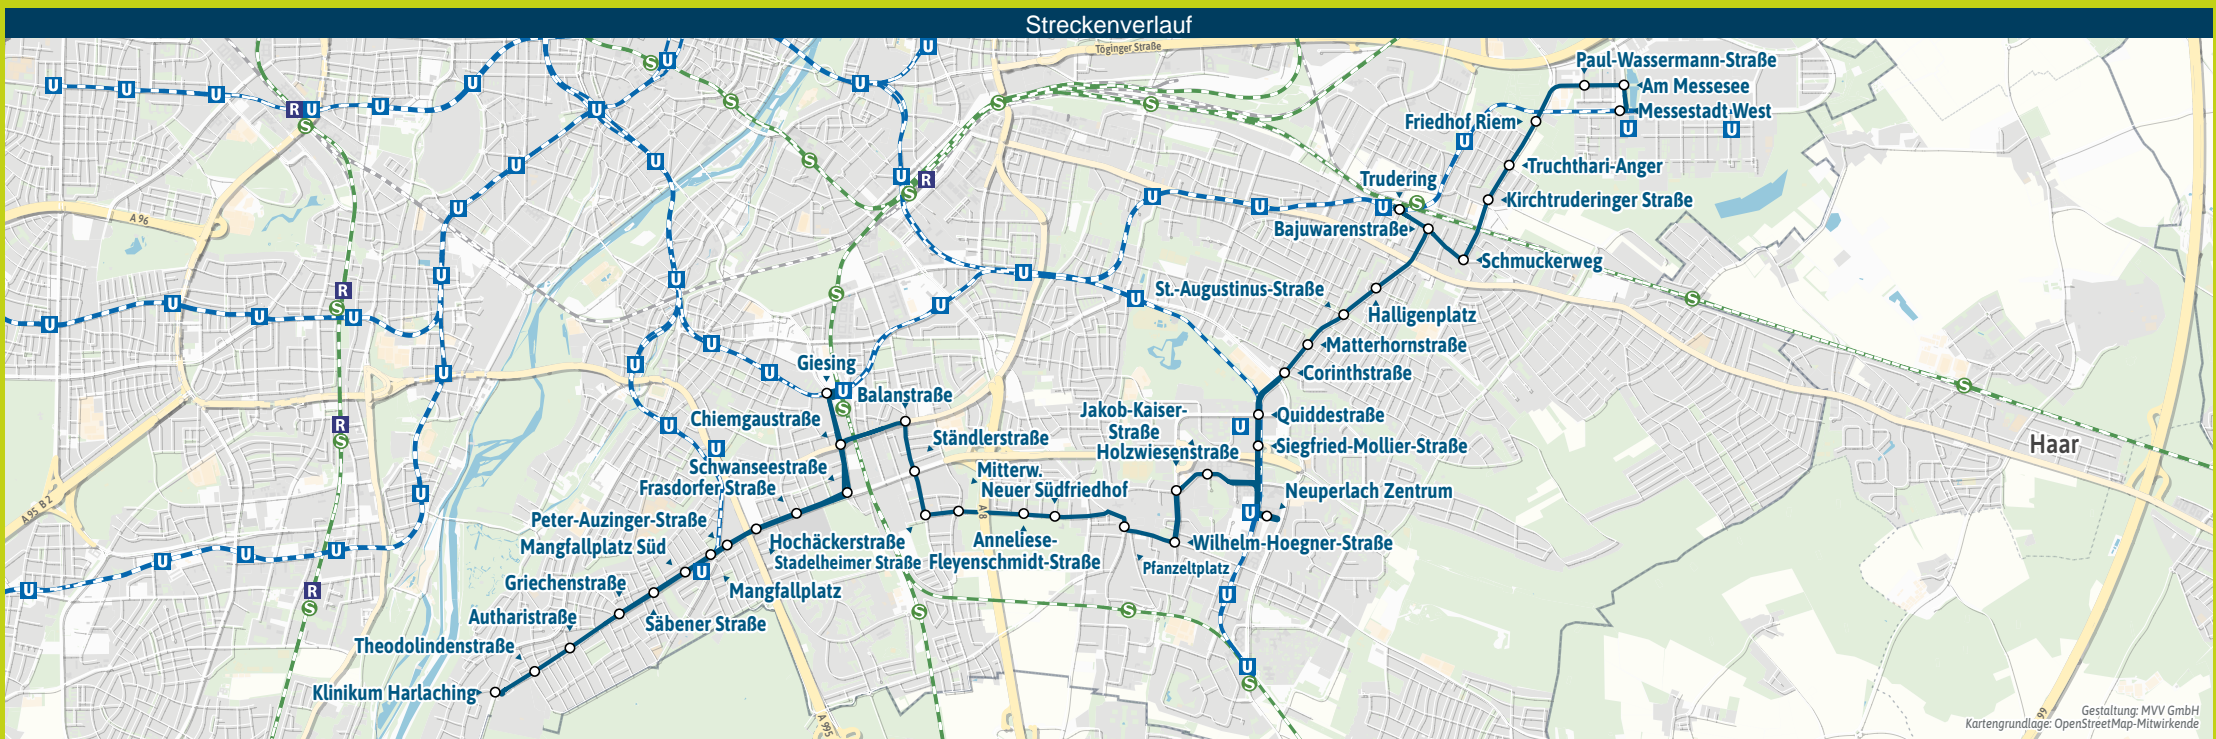 Streckenverlauf
Töginger Straße
Paul-Wassermann-Straße
Am Messesee
Messestadt West
Friedhof Riem
Truchthari-Anger
Trudering
Kirchtruderinger Straße
Bajuwarenstraße
Schmuckerweg
St.-Augustinus-Straße
Halligenplatz
Matterhornstraße
Corinthstraße
Giesing
Balanstraße
Chiemgaustraße
Jakob-Kaiser-
Straße
Quiddestraße
Ständlerstraße
Holzwiesenstraße
Siegfried-Mollier-Straße
Haar
Schwanseestraße
Mitterw.
Frasdorfer Straße
Neuer Südfriedhof
Neuperlach Zentrum
Peter-Auzinger-Straße
Mangfallplatz Süd
Hochäckerstraße
Stadelheimer Straße
Anneliese-
Fleyenschmidt-Straße
Wilhelm-Hoegner-Straße
Pfanzeltplatz
Griechenstraße
Mangfallplatz
Authharistraße
Säbener Straße
Theodolindenstraße
Klinikum Harlaching
A 96
A 95 B 2
A 8
A 995
99
U
S
R
Gestaltung: MVV GmbH
Kartengrundlage: OpenStreetMap-Mitwirkende